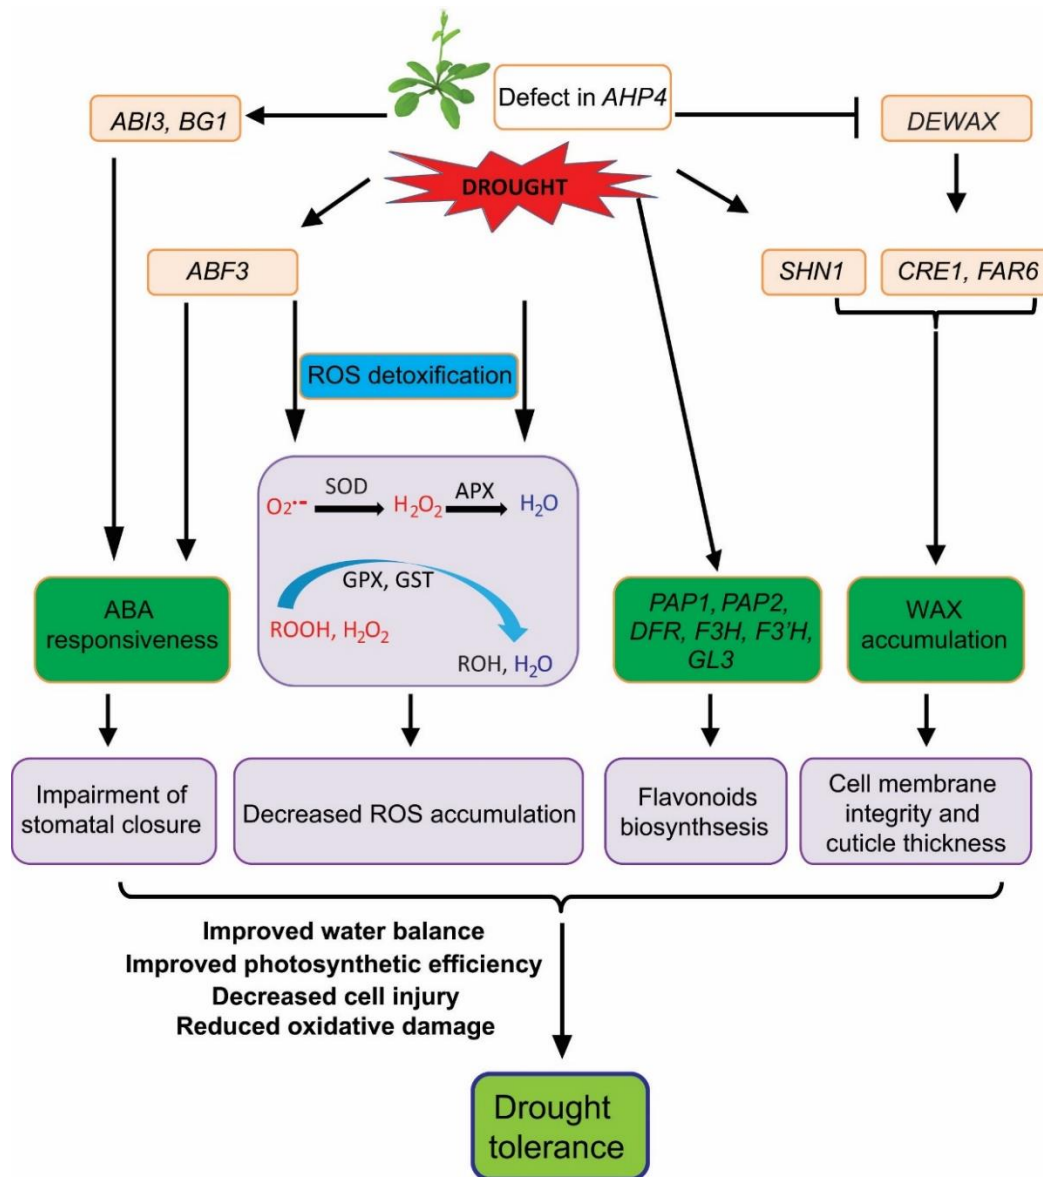 Defect in AHP4
ABI3, BG1
DEWAX
DROUGHT
ABF3
SHN1
CRE1, FAR6
ROS detoxification
SOD
APX
O2•-
H2O2
H2O
GPX, GST
ROOH, H2O2
ROH, H2O
ABA
responsiveness
PAP1, PAP2,
DFR, F3H, F3'H,
GL3
WAX
accumulation
Impairment of
stomatal closure
Decreased ROS accumulation
Flavonoids
biosynthsesis
Cell membrane
integrity and
cuticle thickness
Improved water balance
Improved photosynthetic efficiency
Decreased cell injury
Reduced oxidative damage
Drought
tolerance